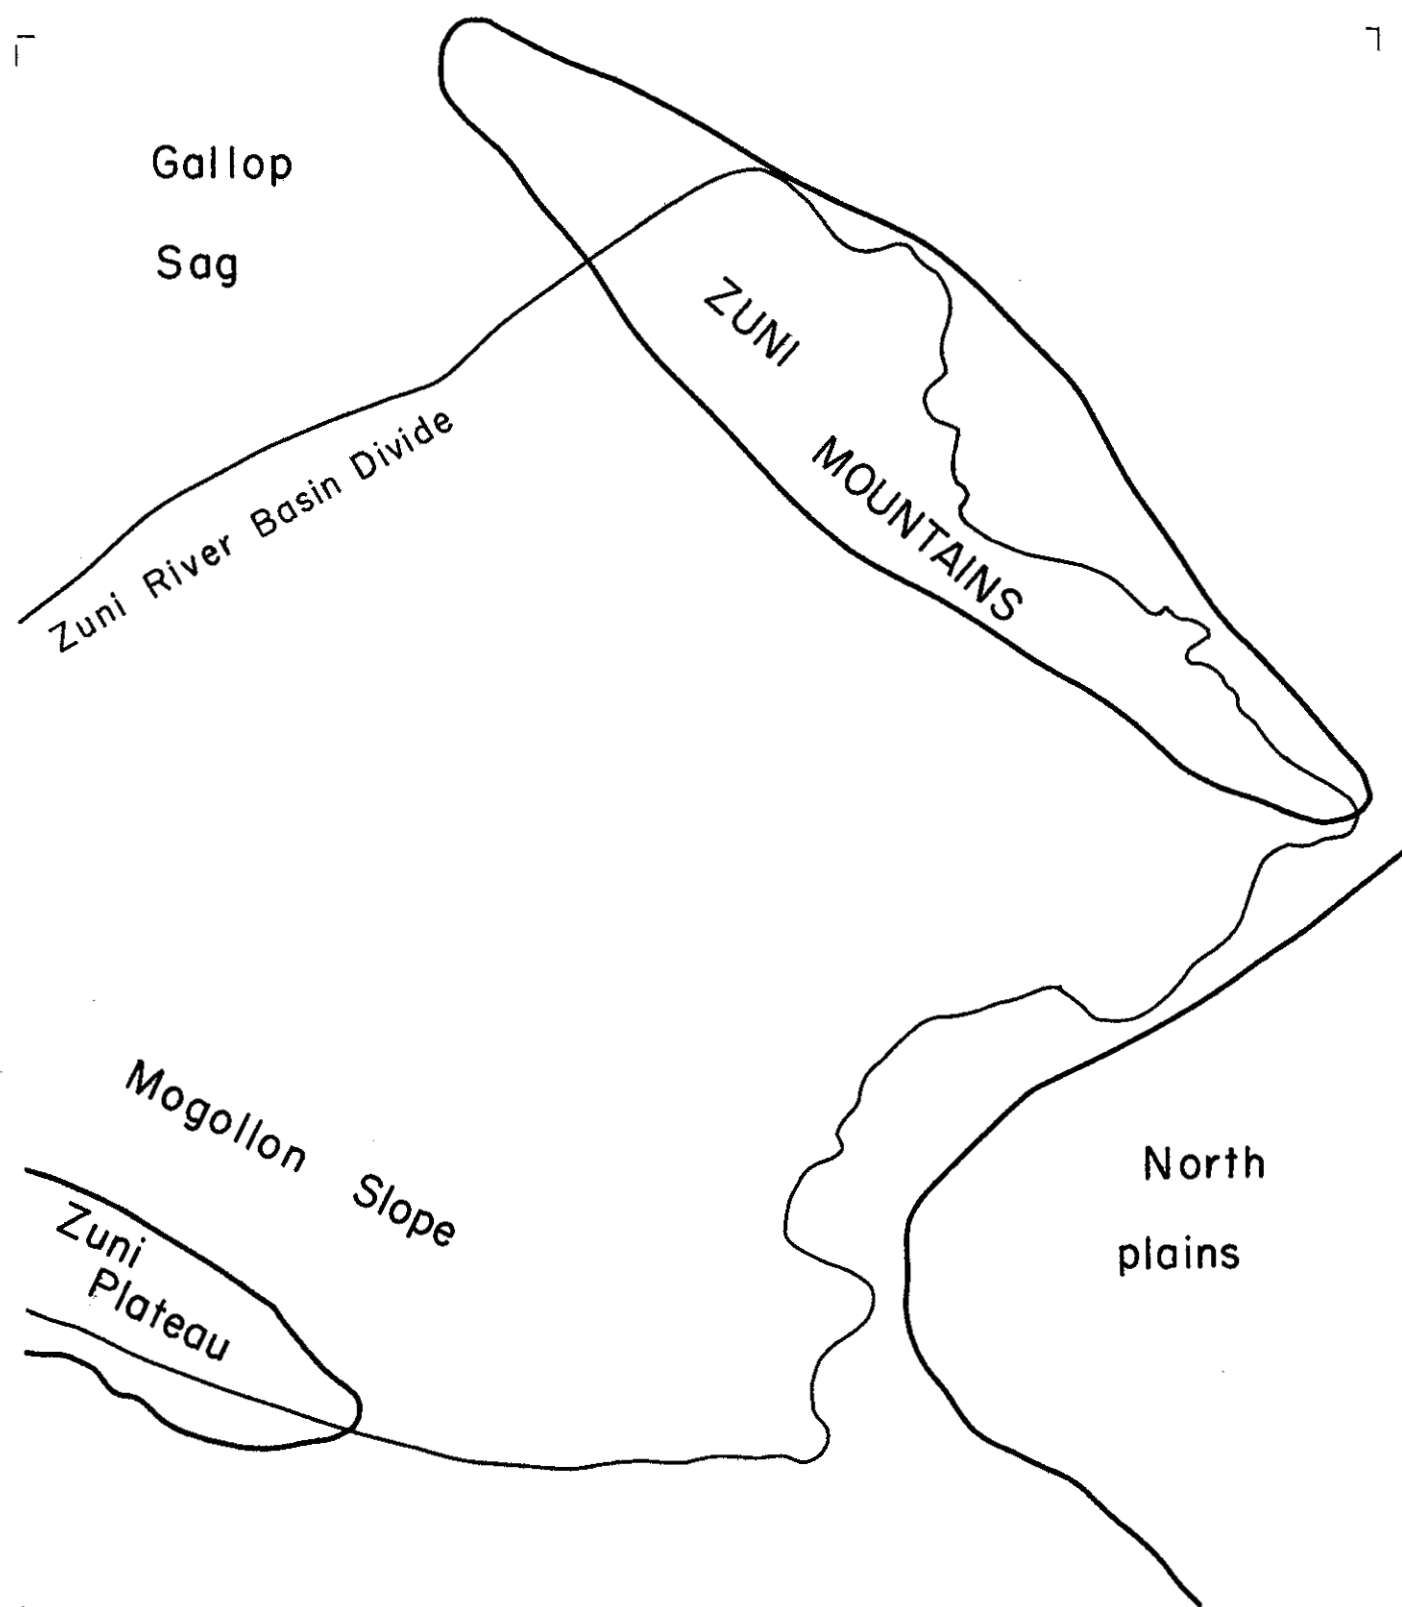 Gallop
Sag
ZUNI
MOUNTAINS
Zuni River Basin Divide
Mogollon Slope
North
plains
Zuni
Plateau